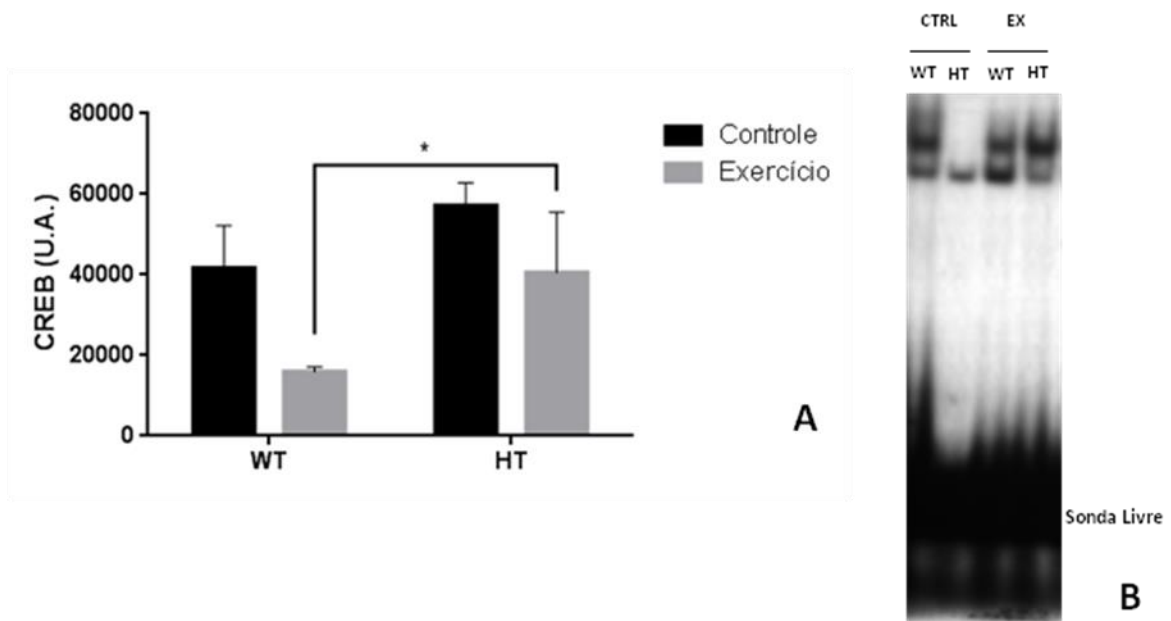 CREB (U.A.)
80000
60000
40000
20000
0
*
WT
HT
Controle
Exercício
A
CTRL
EX
WT HT WT HT
Sonda Livre
B